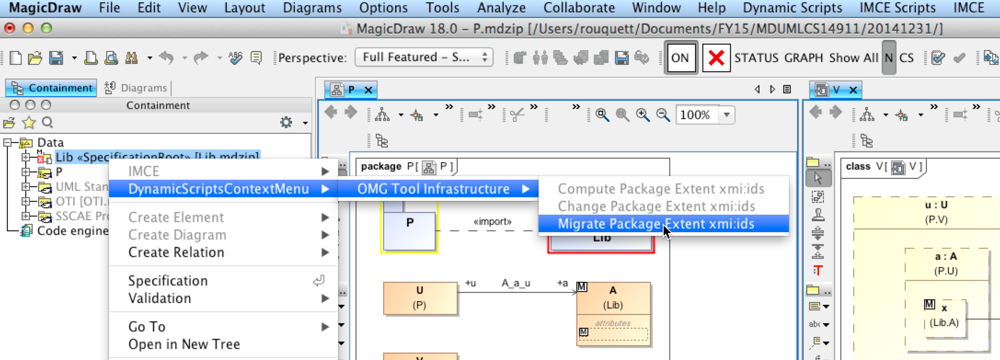 MagicDraw File Edit View Layout Diagrams Options Tools Analyze Collaborate Window Help Dynamic Scripts IMCE Scripts IMCE
MagicDraw 18.0 – P.mdzip [/Users/rouquett/Documents/FY15/MDUMLCS14911/20141231/]
Perspective: Full Featured – S... ON STATUS GRAPH Show All N CS
Containment Diagrams
Containment
Data
Lib «SpecificationRoot» [Lib.mdzip]
P
UML Stan
OTI [OTI.
SSCAE Pro
Code engine
IMCE
DynamicScriptsContextMenu
Create Element
Create Diagram
Create Relation
Specification
Validation
Go To
Open in New Tree
OMG Tool Infrastructure
Compute Package Extent xmi:ids
Change Package Extent xmi:ids
Migrate Package Extent xmi:ids
P
100%
package P[ P ]
P
«import»
Lib
U
(P)
+u A_a_u +a
M
A
(Lib)
attributes
M
V
V
class V[ V ]
u : U
(P.V)
a : A
(P.U)
M
x
(Lib.A)
T
abc